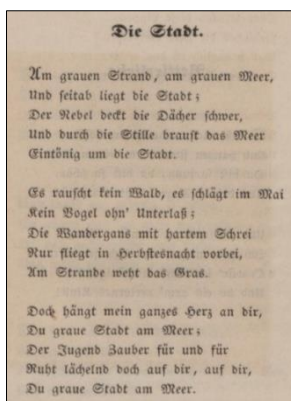 Die Stadt.
Am grauen Strand, am grauen Meer,
Und seitab liegt die Stadt;
Der Nebel deckt die Dächer schwer,
Und durch die Stille braust das Meer
Eintönig um die Stadt.
Es rauscht kein Wald, es schlägt im Mai
Kein Vogel ohn' Unterlaß;
Die Wandergans mit hartem Schrei
Nur fliegt in Herbstesnacht vorbei,
Am Strande weht das Gras.
Doch hängt mein ganzes Herz an dir,
Du graue Stadt am Meer;
Der Jugend Zauber für und für
Ruht lächelnd doch auf dir, auf dir,
Du graue Stadt am Meer.